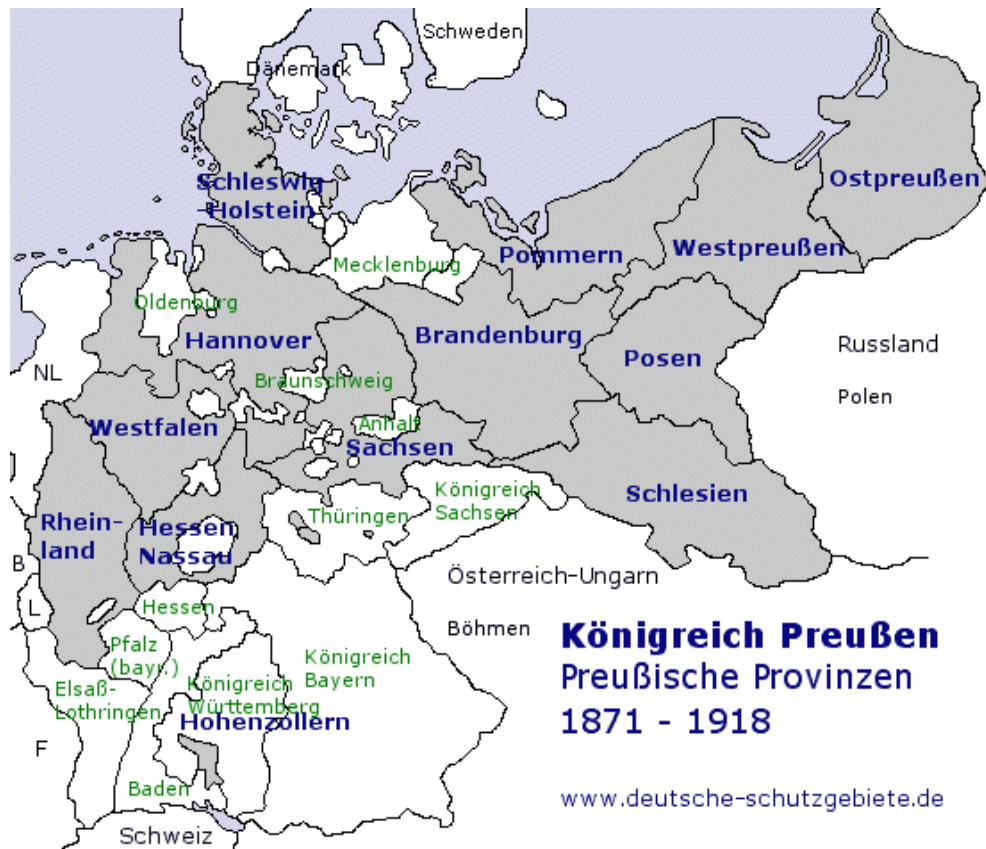 Schweden
Dänemark
Schleswig
-Holstein
Ostpreußen
Westpreußen
Pommern
Mecklenburg
Oldenburg
Hannover
Brandenburg
Posen
Russland
Polen
NL
Braunschweig
Westfalen
Anhalt
Sachsen
Königreich
Sachsen
Schlesien
Thüringen
Rhein-
land
Hessen
Nassau
B
L
Österreich-Ungarn
Böhmen
Hessen
Pfalz
(bayr.)
Elsaß-
Lothringen
Königreich
Württemberg
Königreich
Bayern
Hohenzollern
F
Baden
Schweiz
Königreich Preußen
Preußische Provinzen
1871 - 1918
www.deutsche-schutzgebiete.de